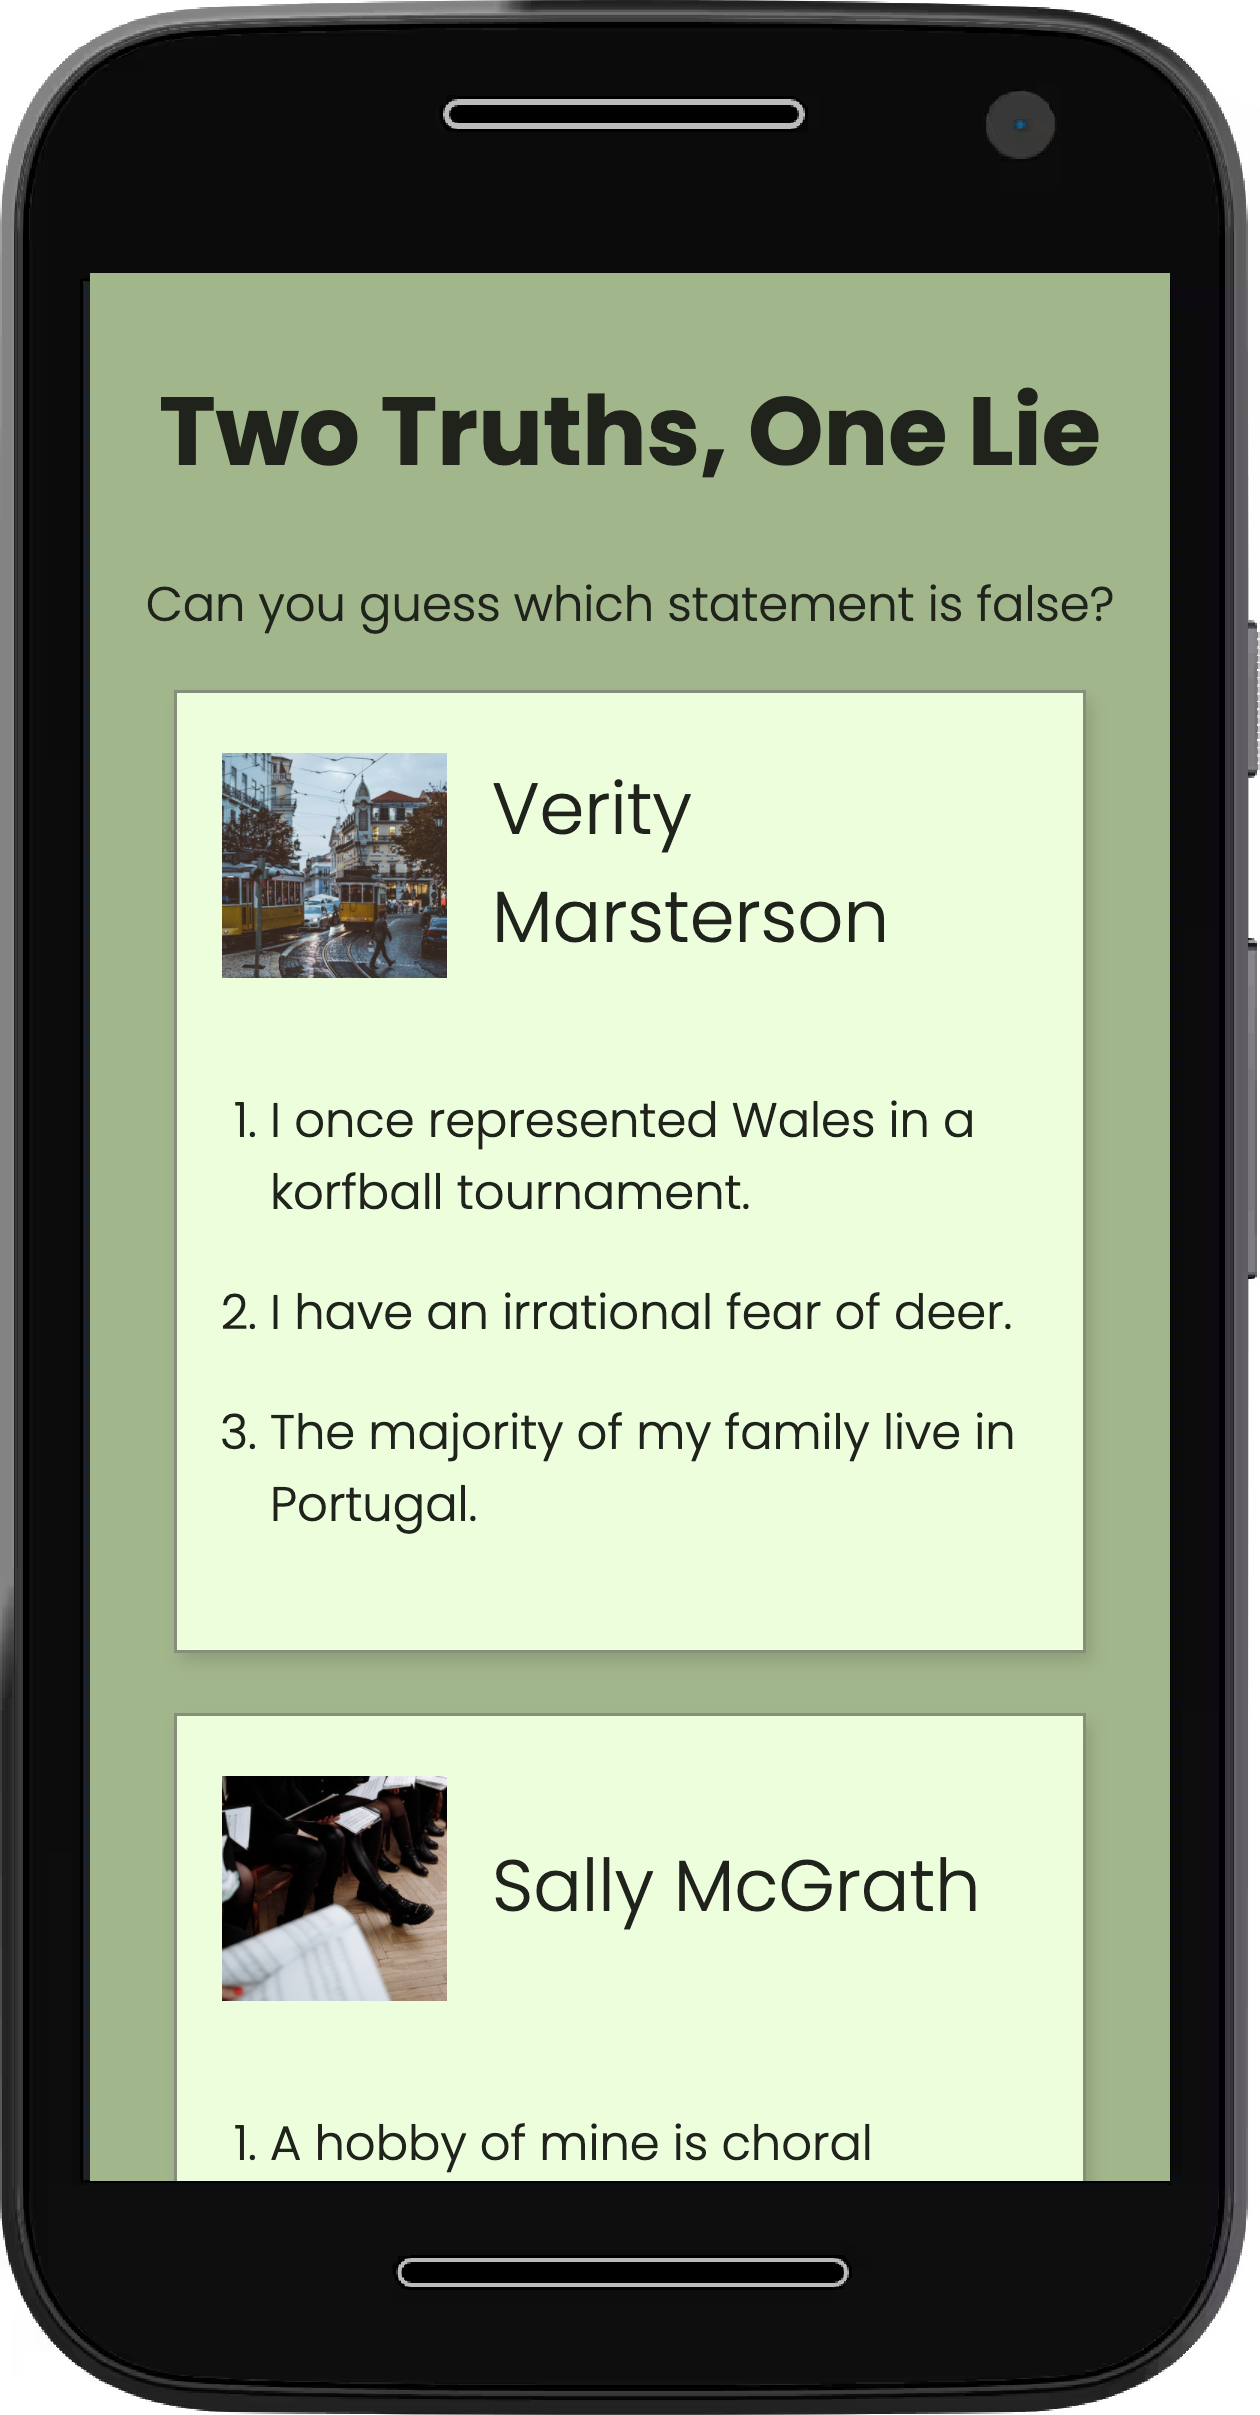 Two Truths, One Lie
Can you guess which statement is false?
Verity
Marsterson
1. I once represented Wales in a
korfball tournament.
2. I have an irrational fear of deer.
3. The majority of my family live in
Portugal.
Sally McGrath
1. A hobby of mine is choral